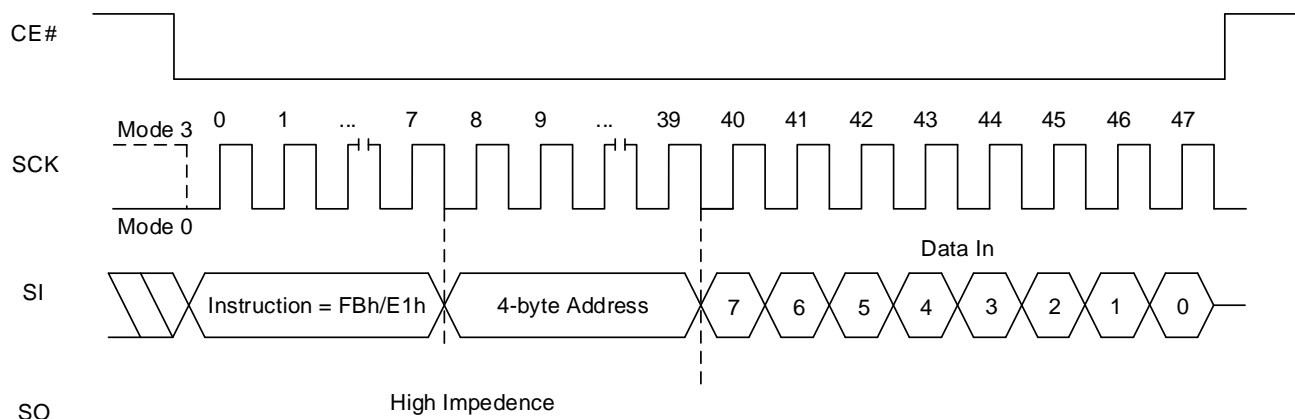 CE#
Mode 3 0 1 ... 7 8 9 ... 39 40 41 42 43 44 45 46 47
SCK
Mode 0
Data In
SI Instruction = FBh/E1h 4-byte Address 7 6 5 4 3 2 1 0
High Impedence
SO